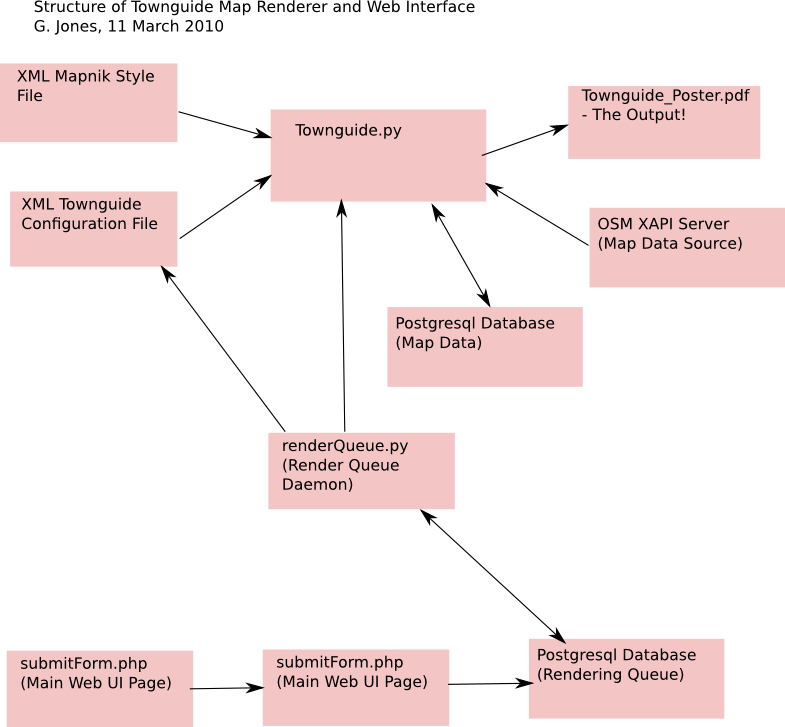 Structure of Townguide Map Renderer and Web Interface
G. Jones, 11 March 2010
XML Mapnik Style
File
Townguide.py
Townguide_Poster.pdf
- The Output!
XML Townguide
Configuration File
OSM XAPI Server
(Map Data Source)
Postgresql Database
(Map Data)
renderQueue.py
(Render Queue
Daemon)
submitForm.php
(Main Web UI Page)
submitForm.php
(Main Web UI Page)
Postgresql Database
(Rendering Queue)